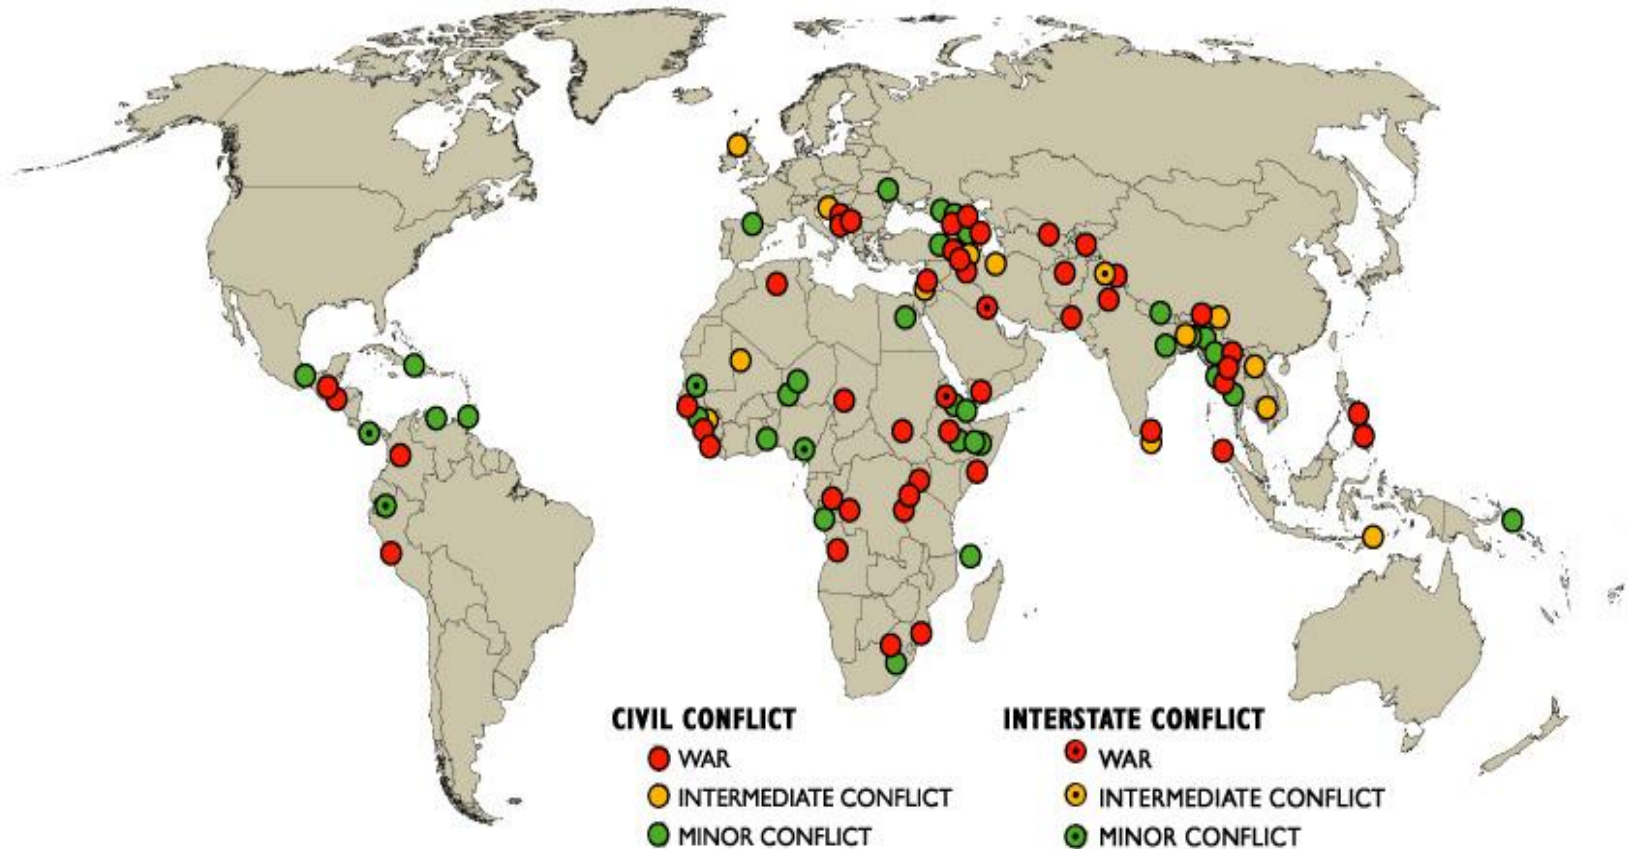 CIVIL CONFLICT
WAR
INTERMEDIATE CONFLICT
MINOR CONFLICT
INTERSTATE CONFLICT
WAR
INTERMEDIATE CONFLICT
MINOR CONFLICT